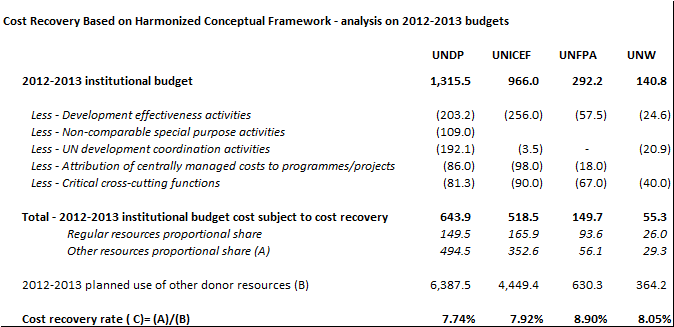 Cost Recovery Based on Harmonized Conceptual Framework - analysis on 2012-2013 budgets
UNDP UNICEF UNFPA UNW
2012-2013 institutional budget 1,315.5 966.0 292.2 140.8
Less - Development effectiveness activities (203.2) (256.0) (57.5) (24.6)
Less - Non-comparable special purpose activities (109.0)
Less - UN development coordination activities (192.1) (3.5) - (20.9)
Less - Attribution of centrally managed costs to programmes/projects (86.0) (98.0) (18.0)
Less - Critical cross-cutting functions (81.3) (90.0) (67.0) (40.0)
Total - 2012-2013 institutional budget cost subject to cost recovery 643.9 518.5 149.7 55.3
Regular resources proportional share 149.5 165.9 93.6 26.0
Other resources proportional share (A) 494.5 352.6 56.1 29.3
2012-2013 planned use of other donor resources (B) 6,387.5 4,449.4 630.3 364.2
Cost recovery rate ( C)= (A)/(B) 7.74% 7.92% 8.90% 8.05%